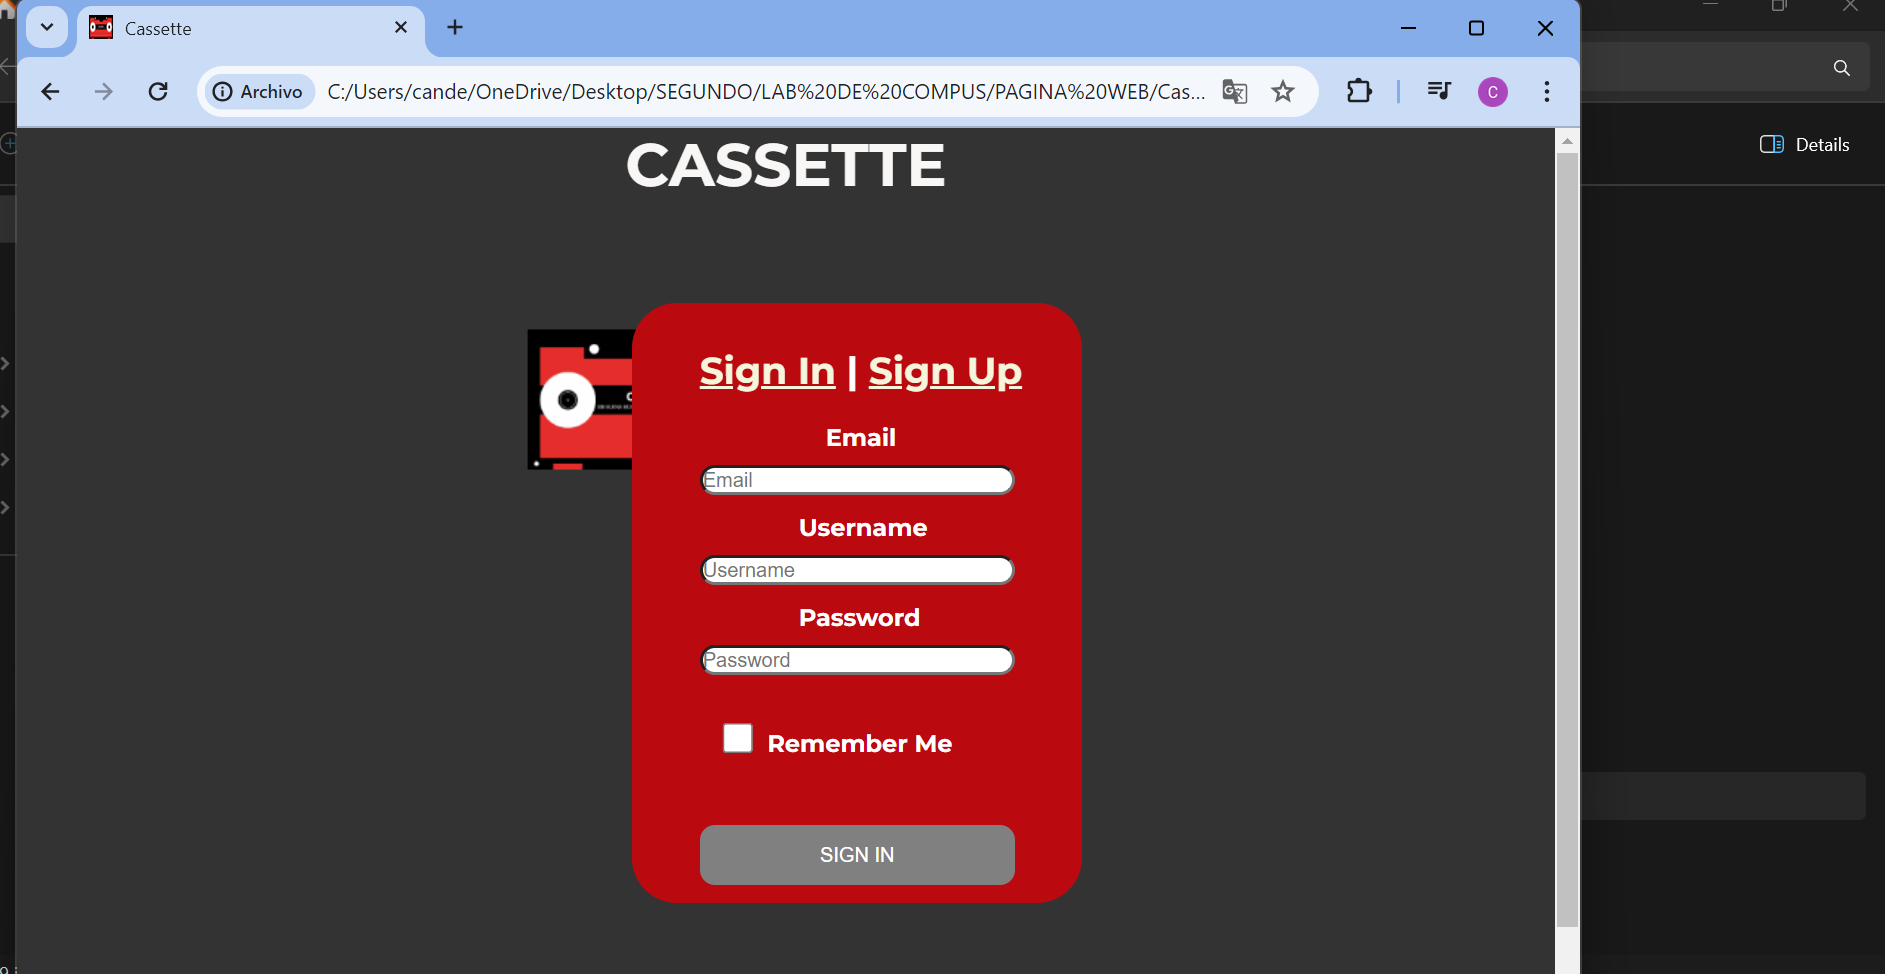 Cassette
Archivo C:/Users/cande/OneDrive/Desktop/SEGUNDO/LAB%20DE%20COMPUS/PAGINA%20WEB/Cas... C
Details
CASSETTE
Sign In | Sign Up
Email
Email
Username
Username
Password
Password
Remember Me
SIGN IN